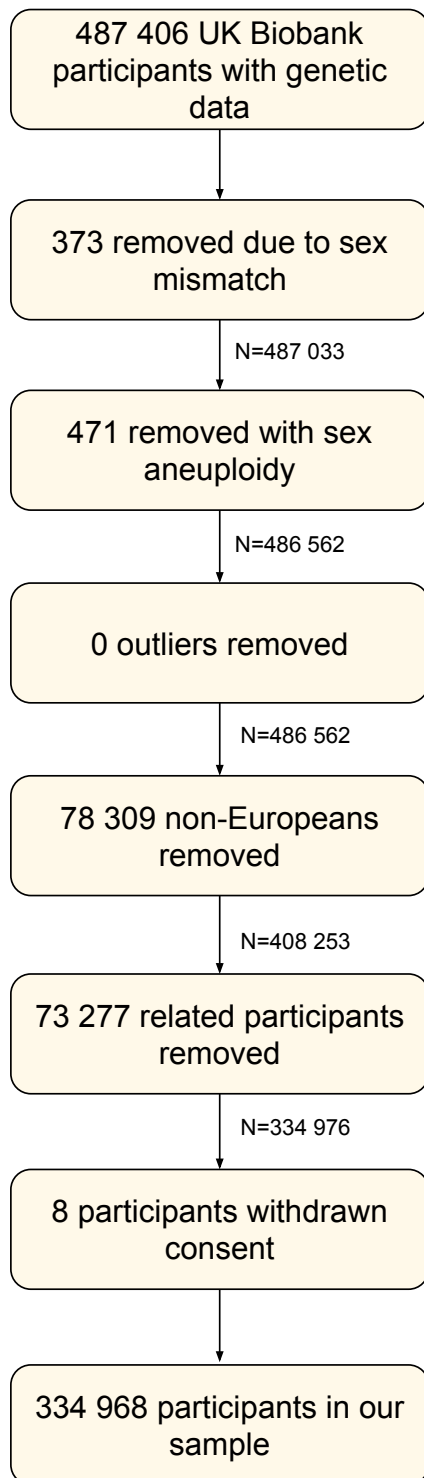 487 406 UK Biobank
participants with genetic
data
373 removed due to sex
mismatch
N=487 033
471 removed with sex
aneuploidy
N=486 562
0 outliers removed
N=486 562
78 309 non-Europeans
removed
N=408 253
73 277 related participants
removed
N=334 976
8 participants withdrawn
consent
334 968 participants in our
sample